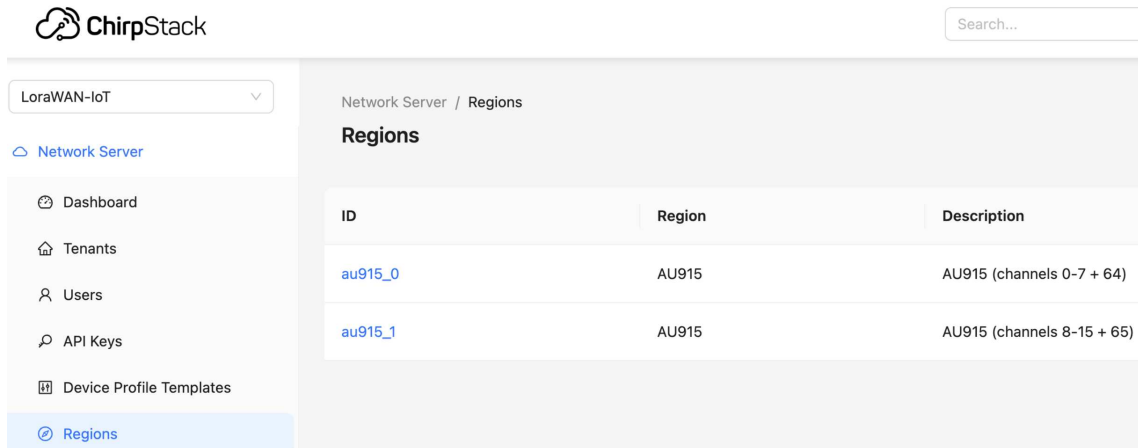 ChirpStack
Search...
LoraWAN-IoT
Network Server / Regions
Regions
Network Server
Dashboard
Tenants
Users
API Keys
Device Profile Templates
Regions
ID Region Description
au915_0 AU915 AU915 (channels 0-7 + 64)
au915_1 AU915 AU915 (channels 8-15 + 65)